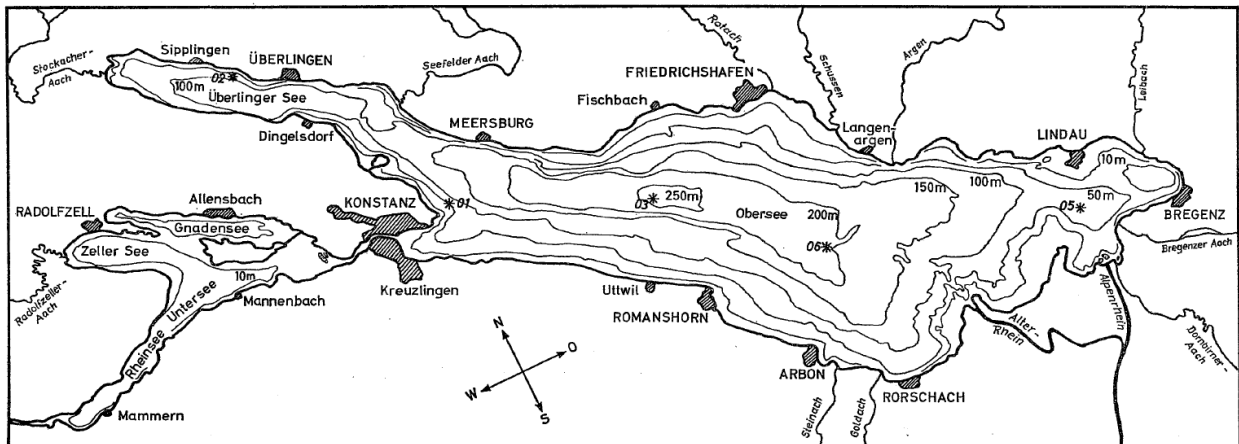 Stockacher-
Aach
Sipplingen
ÜBERLINGEN
02
100m
Überlinger See
Dingelsdorf
Seefelder Aach
MEERSBURG
Rotach
FRIEDRICHSHAFEN
Fischbach
Schussen
Argen
Langen-
argen
Leibach
LINDAU
10m
50m
05
BREGENZ
Bregenzer Aach
RADOLFZELL
Allensbach
Gnadensee
Zeller See
KONSTANZ
01
03
250m
Obersee
200m
06
150m
100m
10m
Untersee
Mannenbach
Kreuzlingen
Radolfzeller-
Aach
Rheinsee
Mammern
N
O
W
S
Uttwil
ROMANSHORN
ARBON
Steinach
Goldach
RORSCHACH
Alter-
Rhein
Alpenrhein
Dornbirner-
Aach